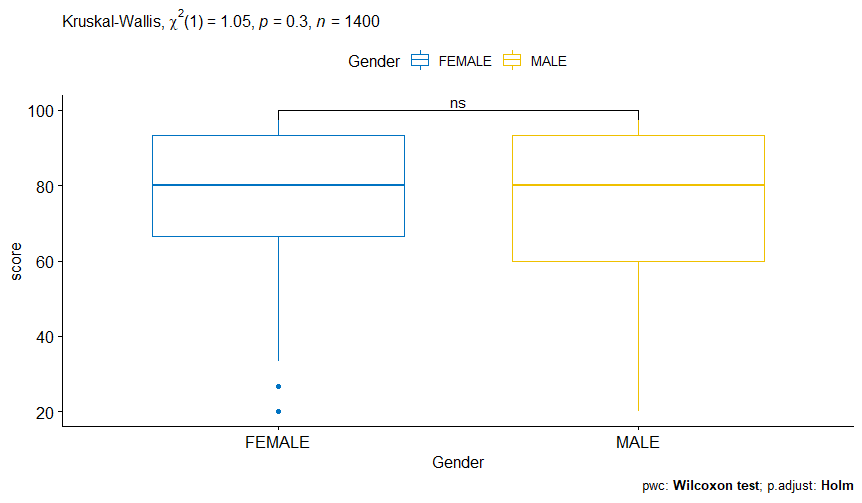 Kruskal-Wallis, χ²(1) = 1.05, p = 0.3, n = 1400
Gender FEMALE MALE
ns
100
80
60
40
20
score
FEMALE MALE
Gender
pwc: Wilcoxon test; p.adjust: Holm